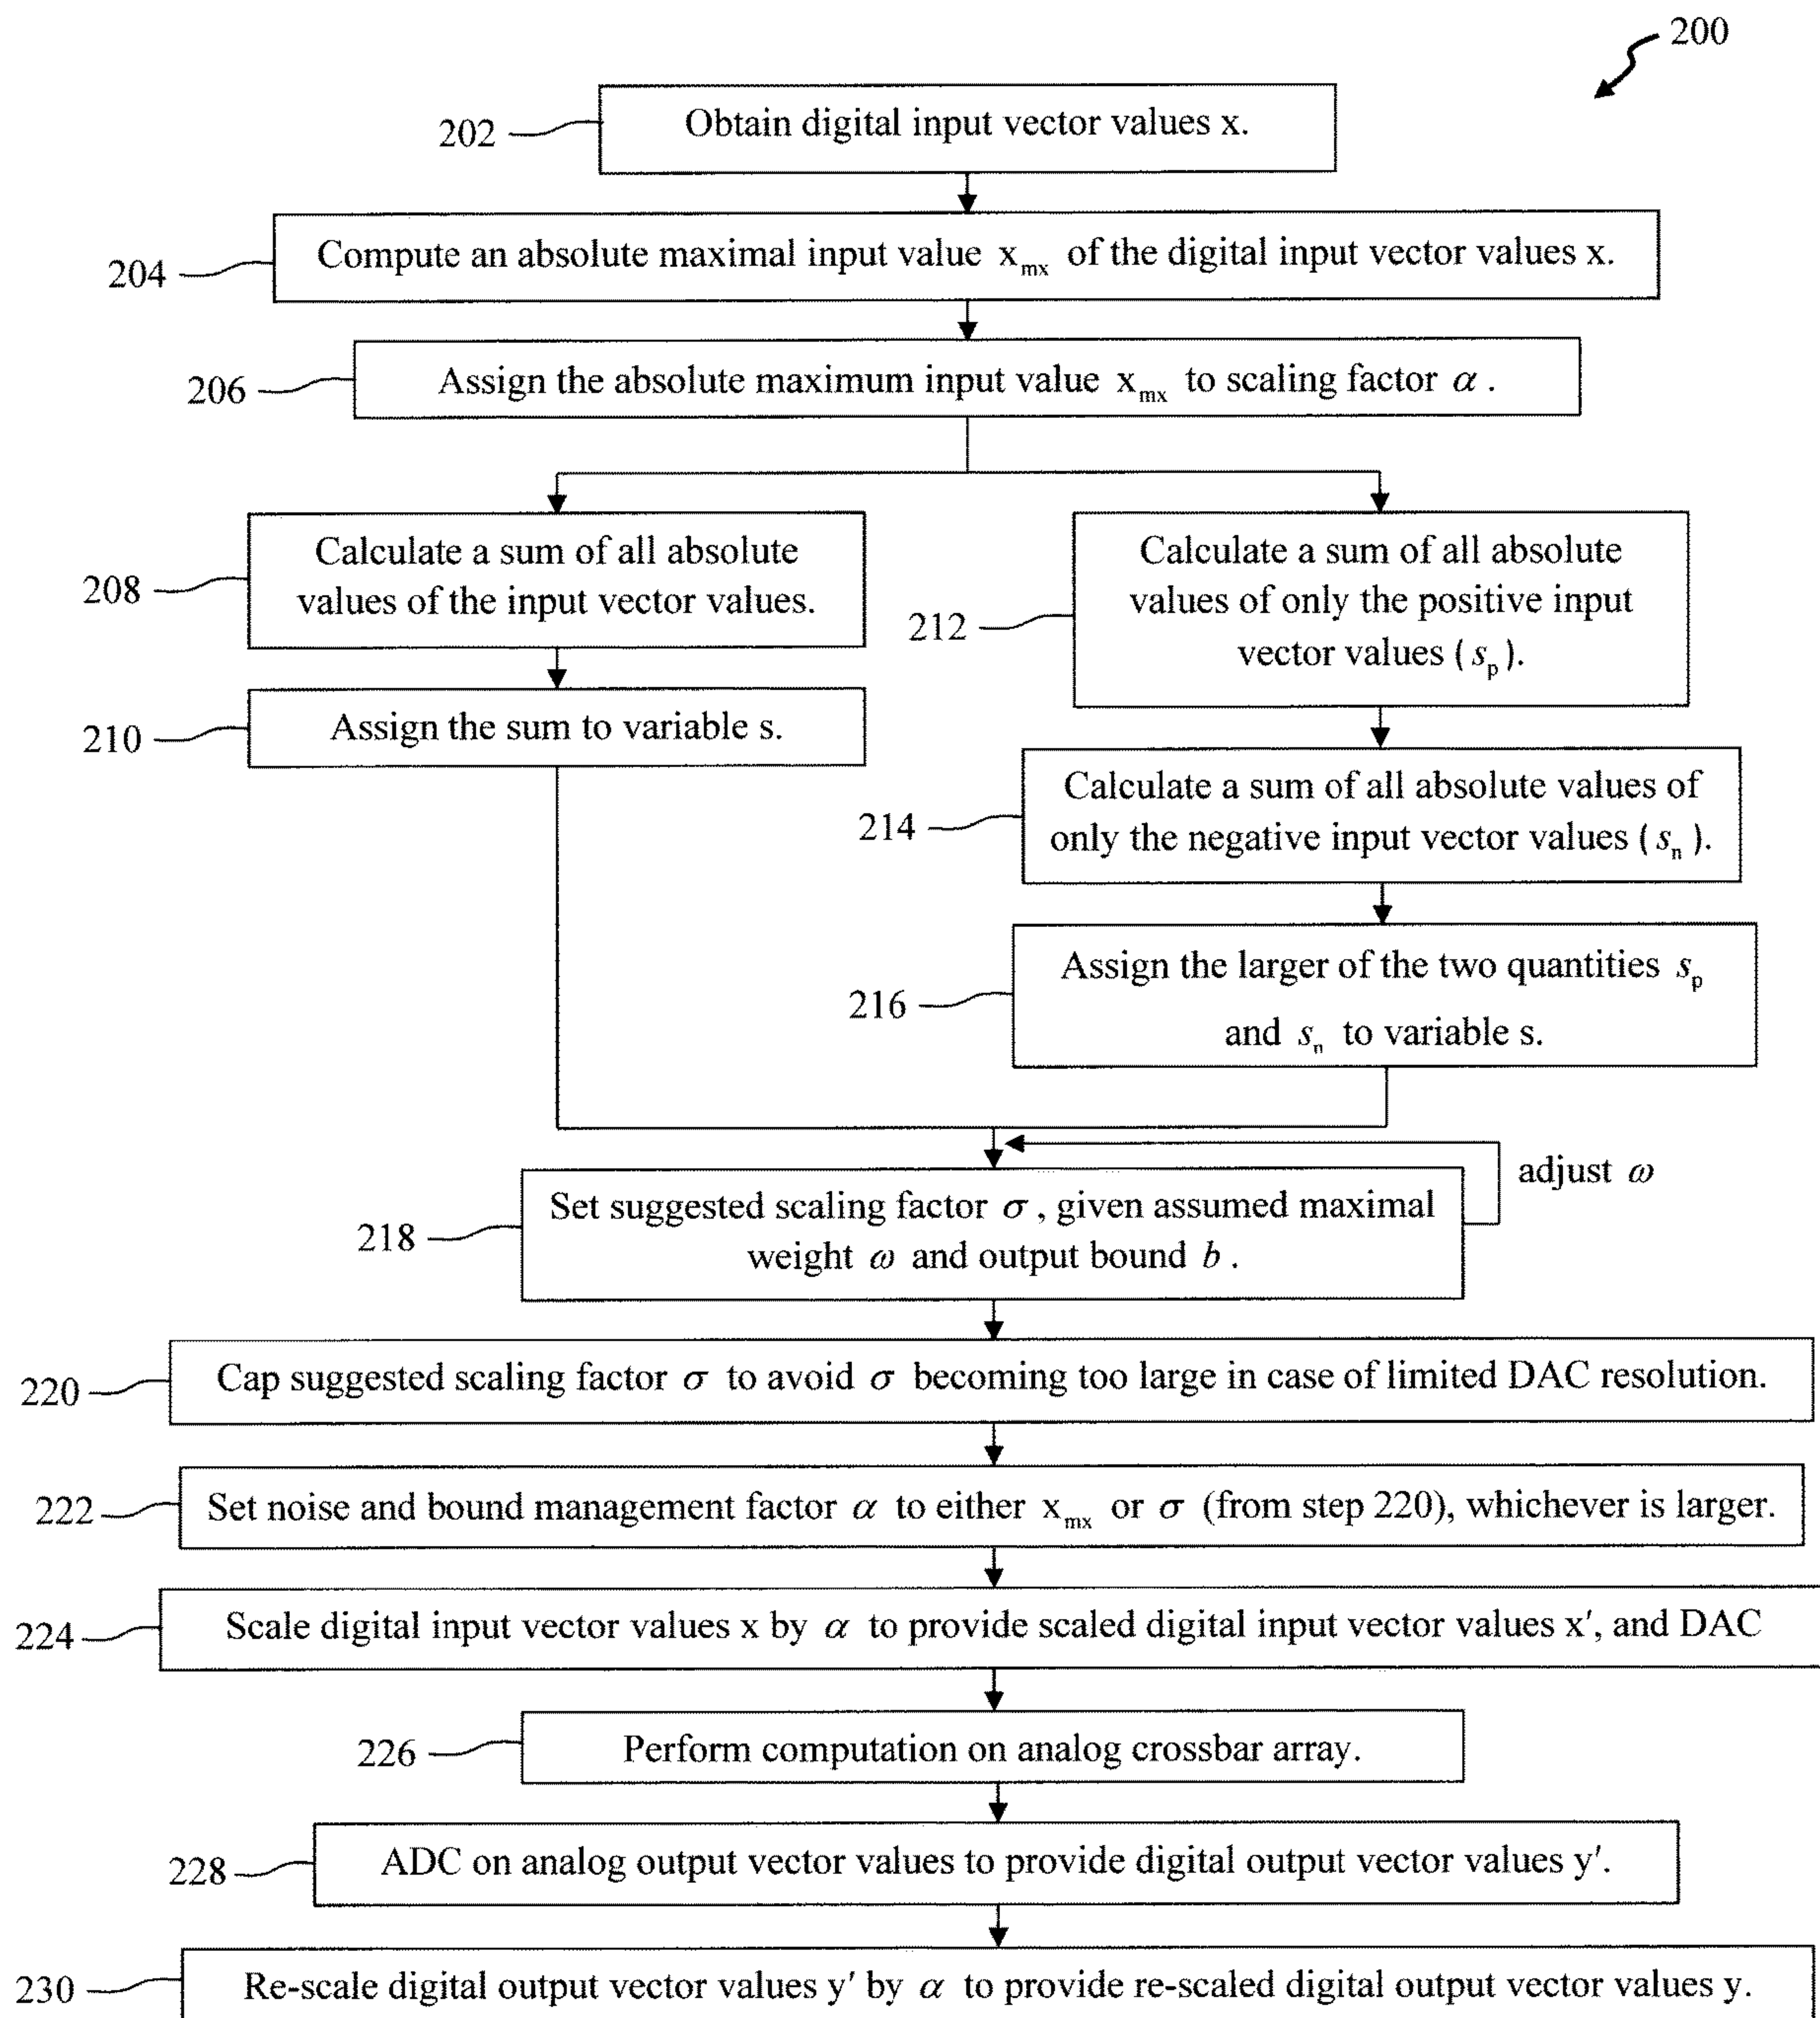 200
202
Obtain digital input vector values x.
204
Compute an absolute maximal input value x_mx of the digital input vector values x.
206
Assign the absolute maximum input value x_mx to scaling factor α .
208
Calculate a sum of all absolute
values of the input vector values.
210
Assign the sum to variable s.
212
Calculate a sum of all absolute
values of only the positive input
vector values ( s_p ).
214
Calculate a sum of all absolute values of
only the negative input vector values ( s_n ).
216
Assign the larger of the two quantities s_p
and s_n to variable s.
adjust ω
218
Set suggested scaling factor σ , given assumed maximal
weight ω and output bound b .
220
Cap suggested scaling factor σ to avoid σ becoming too large in case of limited DAC resolution.
222
Set noise and bound management factor α to either x_mx or σ (from step 220), whichever is larger.
224
Scale digital input vector values x by α to provide scaled digital input vector values x′, and DAC
226
Perform computation on analog crossbar array.
228
ADC on analog output vector values to provide digital output vector values y′.
230
Re-scale digital output vector values y′ by α to provide re-scaled digital output vector values y.